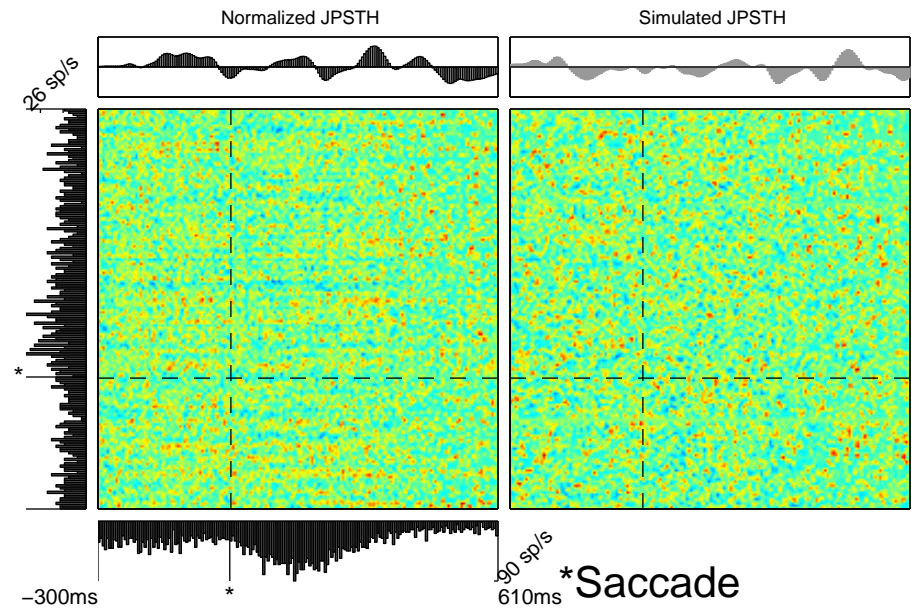 Normalized JPSTH
Simulated JPSTH
26 sp/s
*
90 sp/s
−300ms
*
610ms
*Saccade